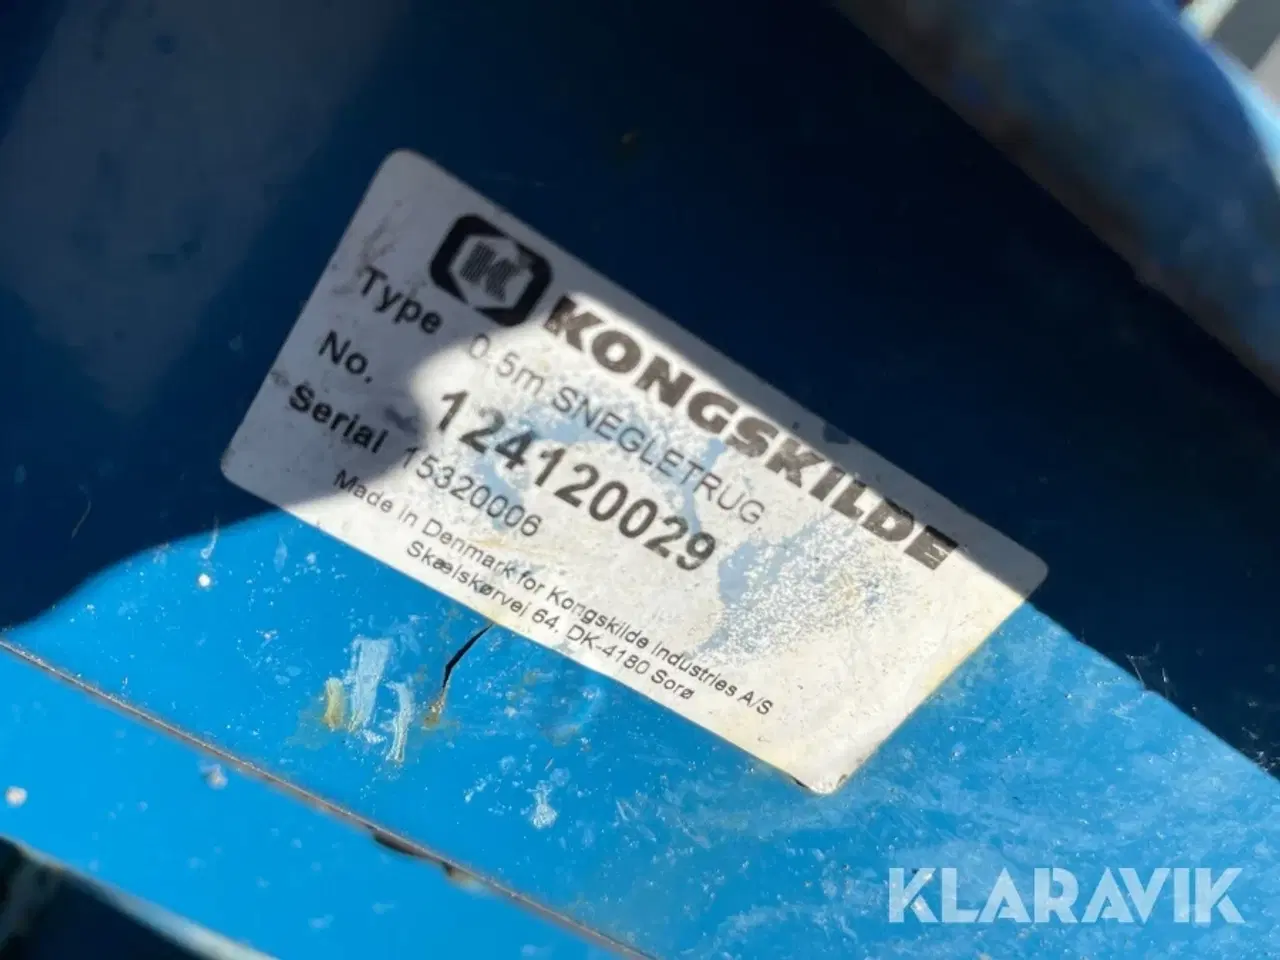 K
KONGSKILDE
Type 0.5m SNEGLETRUG.
No. 124120029
Serial 15320006
Made in Denmark for Kongskilde Industries A/S
Skælskørvej 64, DK-4180 Sorø
KLARAVIK